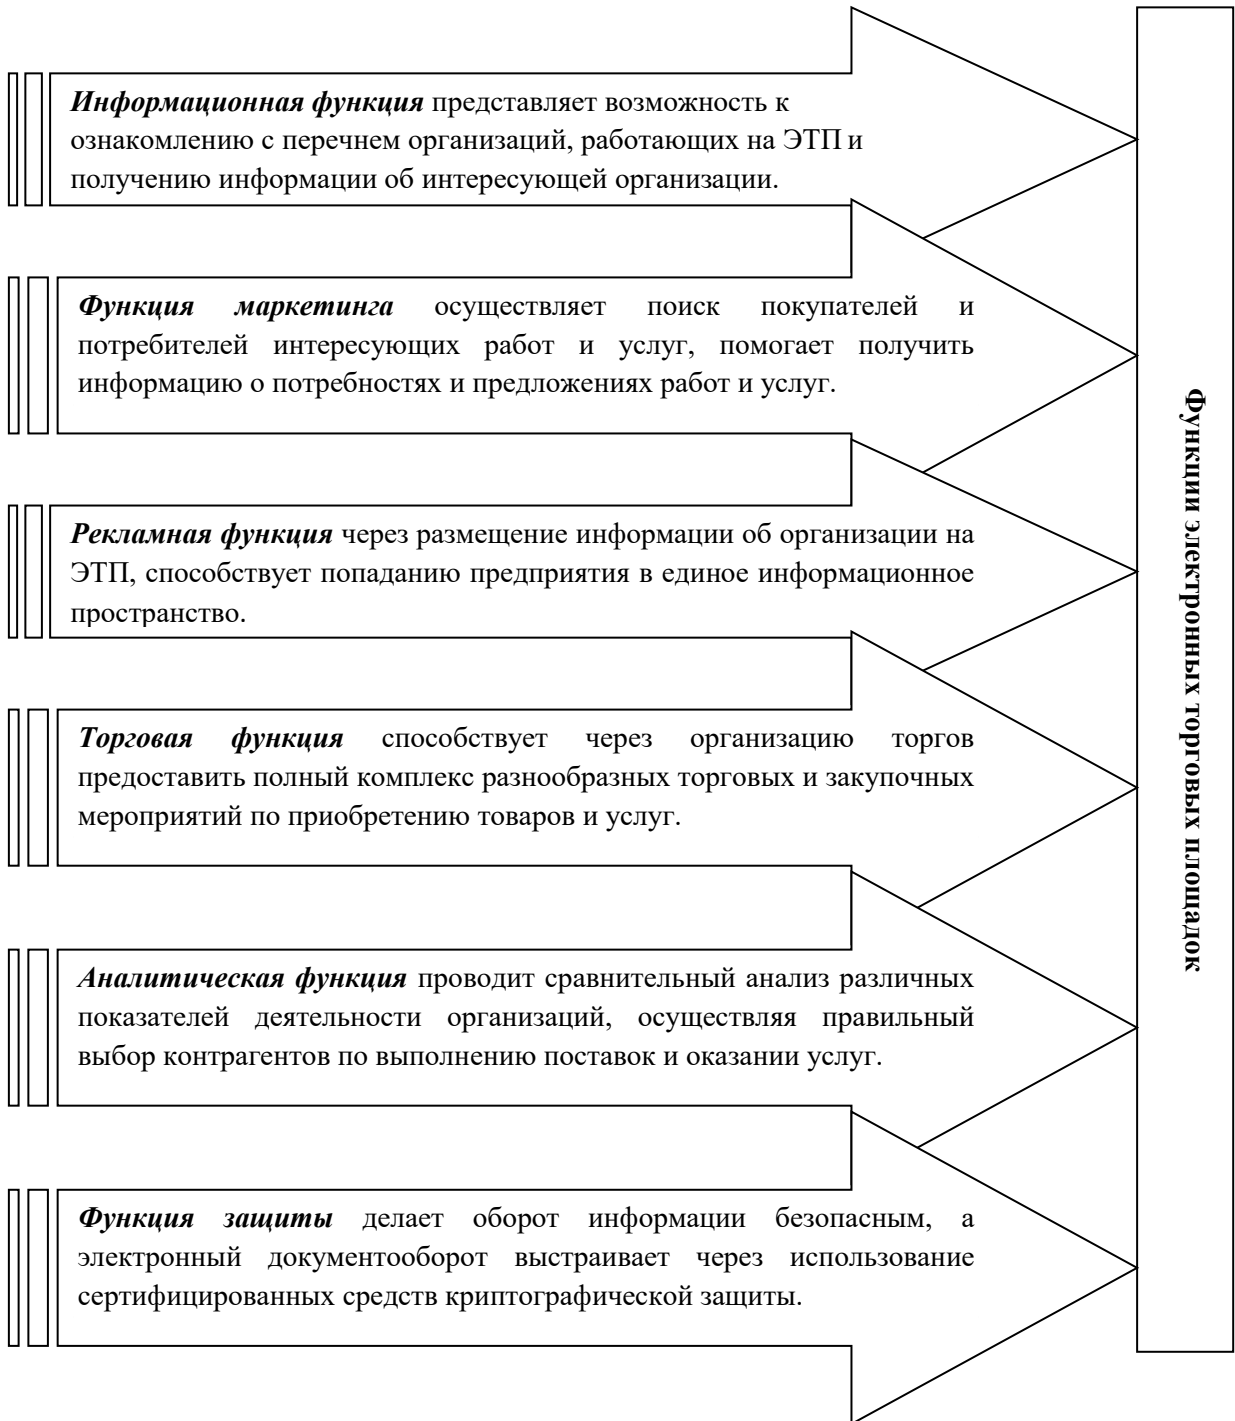 Информационная функция представляет возможность к
ознакомлению с перечнем организаций, работающих на ЭТП и
получению информации об интересующей организации.
Функция маркетинга осуществляет поиск покупателей и
потребителей интересующих работ и услуг, помогает получить
информацию о потребностях и предложениях работ и услуг.
Рекламная функция через размещение информации об организации на
ЭТП, способствует попаданию предприятия в единое информационное
пространство.
Торговая функция способствует через организацию торгов
предоставить полный комплекс разнообразных торговых и закупочных
мероприятий по приобретению товаров и услуг.
Аналитическая функция проводит сравнительный анализ различных
показателей деятельности организаций, осуществляя правильный
выбор контрагентов по выполнению поставок и оказании услуг.
Функция защиты делает оборот информации безопасным, а
электронный документооборот выстраивает через использование
сертифицированных средств криптографической защиты.
Функции электронных торговых площадок